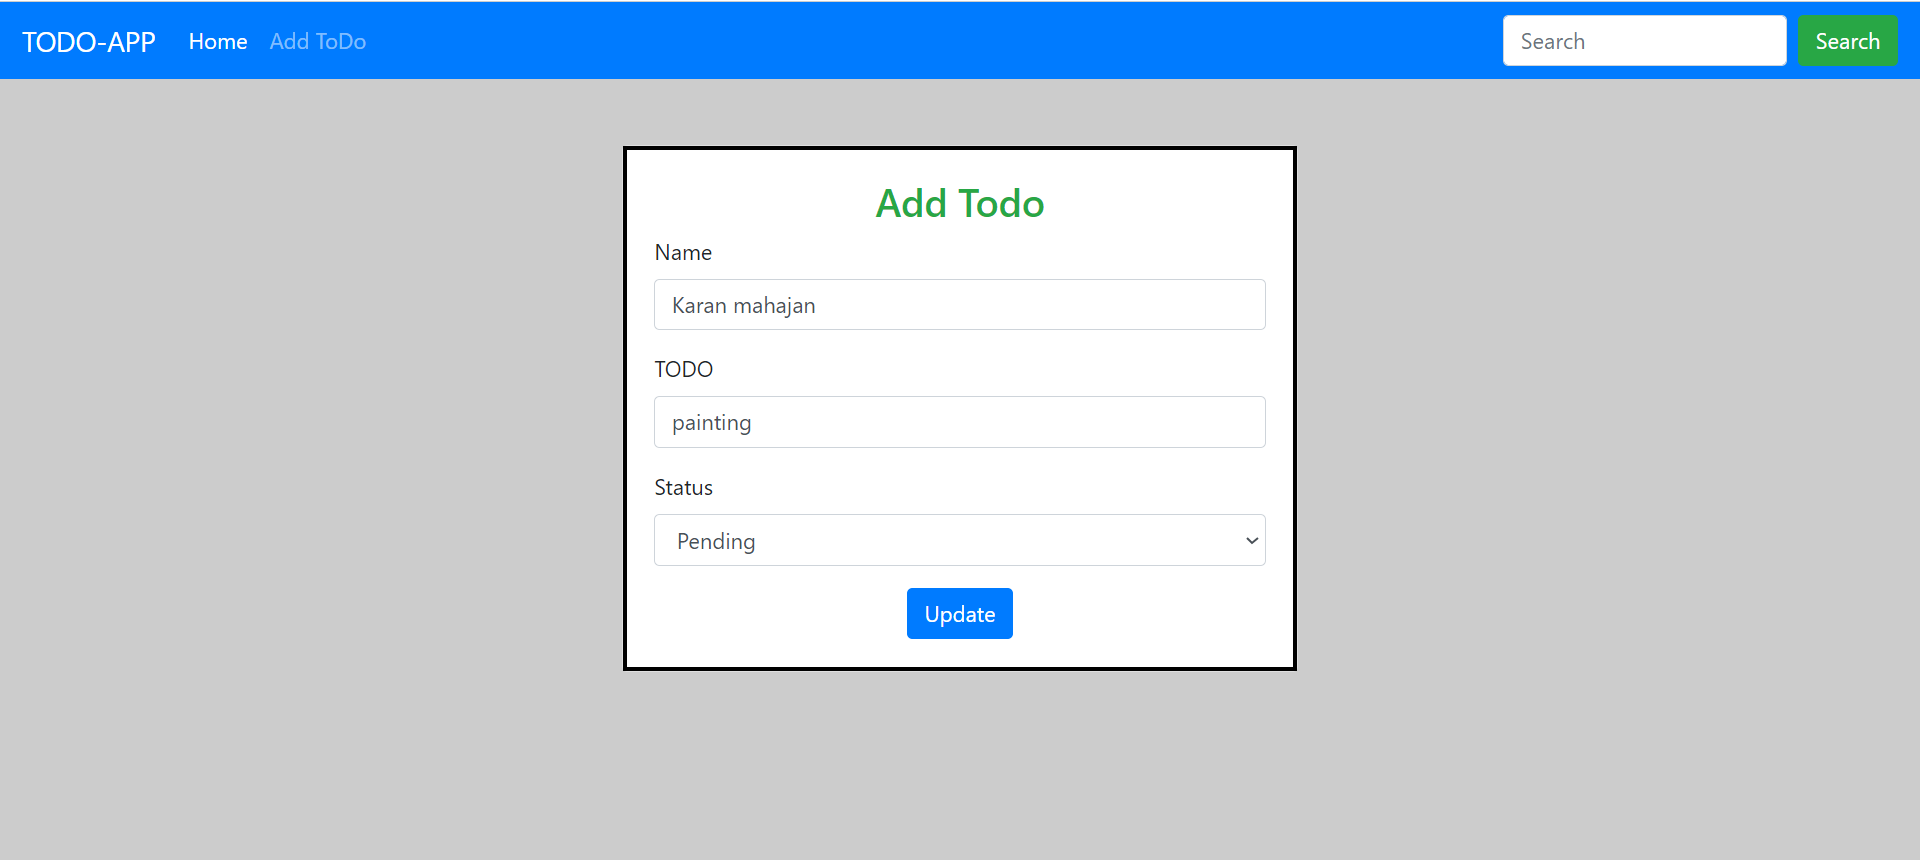 TODO-APP Home Add ToDo Search Search
Add Todo
Name
Karan mahajan
TODO
painting
Status
Pending
Update